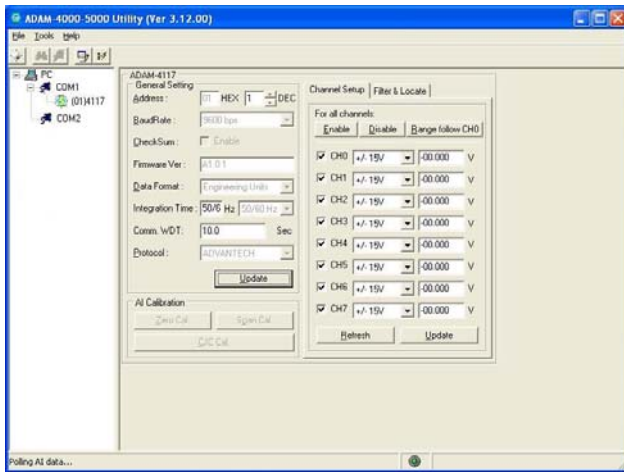 ADAM-4000-5000 Utility (Ver 3.12.00)
File Tools Help
PC
COM1
(01)4117
COM2
ADAM-4117
General Setting
Address : 01 HEX 1 DEC
BaudRate : 9600 bps
CheckSum : Enable
Firmware Ver : A1.01
Data Format : Engineering Units
Integration Time : 50/6 Hz 50/60 Hz
Comm. WDT: 10.0 Sec
Protocol : ADVANTECH
Update
AI Calibration
Zero Cal. Span Cal.
CJC Cal.
Channel Setup Filter & Locate
For all channels:
Enable Disable Range follow CH0
CH0 +/- 15V -00.000 V
CH1 +/- 15V -00.000 V
CH2 +/- 15V -00.000 V
CH3 +/- 15V -00.000 V
CH4 +/- 15V -00.000 V
CH5 +/- 15V -00.000 V
CH6 +/- 15V -00.000 V
CH7 +/- 15V -00.000 V
Refresh Update
Polling AI data...